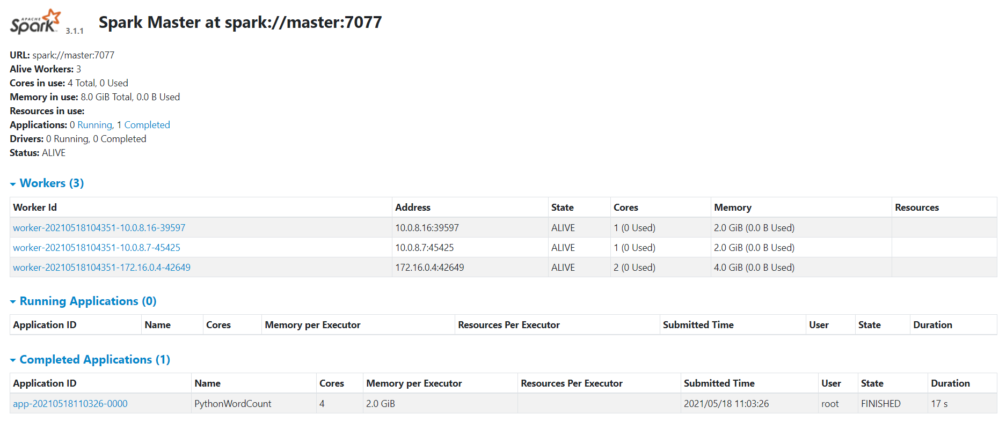 APACHE Spark 3.1.1 Spark Master at spark://master:7077
URL: spark://master:7077
Alive Workers: 3
Cores in use: 4 Total, 0 Used
Memory in use: 8.0 GiB Total, 0.0 B Used
Resources in use:
Applications: 0 Running, 1 Completed
Drivers: 0 Running, 0 Completed
Status: ALIVE
Workers (3)
Worker Id Address State Cores Memory Resources
worker-20210518104351-10.0.8.16-39597 10.0.8.16:39597 ALIVE 1 (0 Used) 2.0 GiB (0.0 B Used)
worker-20210518104351-10.0.8.7-45425 10.0.8.7:45425 ALIVE 1 (0 Used) 2.0 GiB (0.0 B Used)
worker-20210518104351-172.16.0.4-42649 172.16.0.4:42649 ALIVE 2 (0 Used) 4.0 GiB (0.0 B Used)
Running Applications (0)
Application ID Name Cores Memory per Executor Resources Per Executor Submitted Time User State Duration
Completed Applications (1)
Application ID Name Cores Memory per Executor Resources Per Executor Submitted Time User State Duration
app-20210518110326-0000 PythonWordCount 4 2.0 GiB 2021/05/18 11:03:26 root FINISHED 17 s